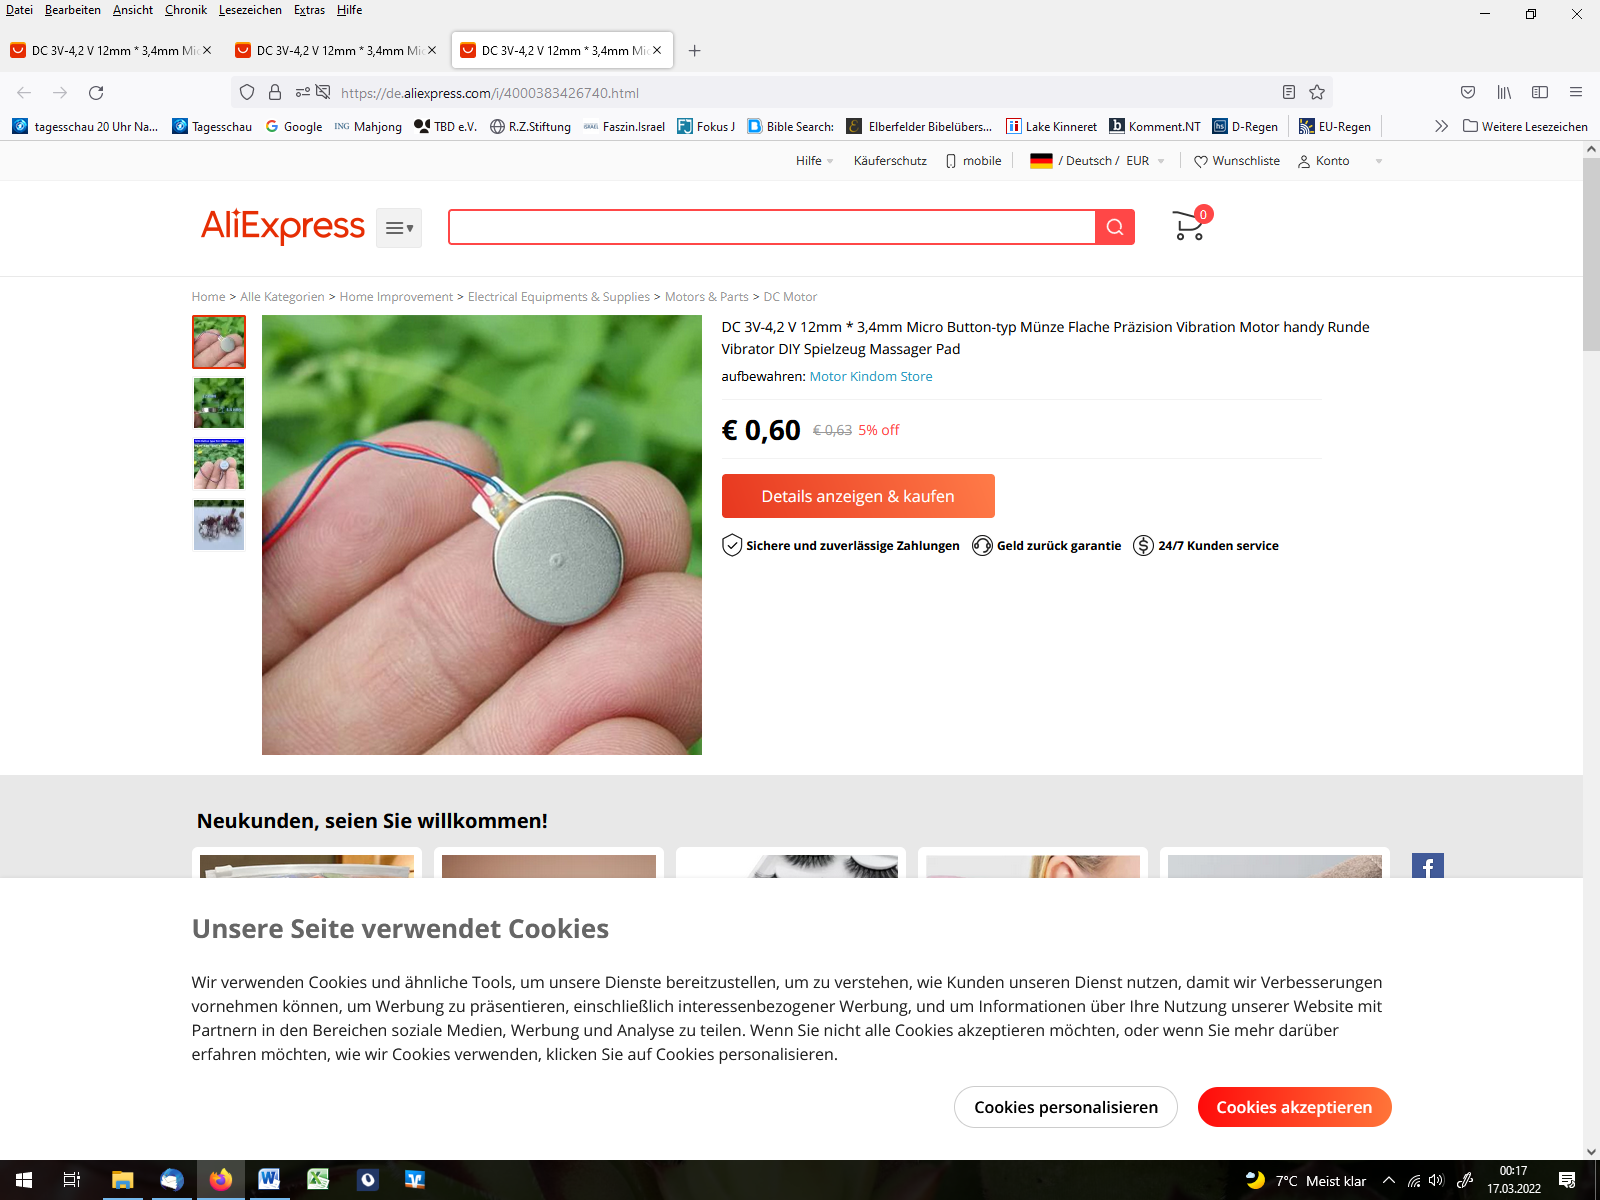 Datei Bearbeiten Ansicht Chronik Lesezeichen Extras Hilfe
DC 3V-4,2 V 12mm * 3,4mm Mic DC 3V-4,2 V 12mm * 3,4mm Mic DC 3V-4,2 V 12mm * 3,4mm Mic
https://de.aliexpress.com/i/4000383426740.html
tagesschau 20 Uhr Na... Tagesschau Google ING Mahjong TBD e.V. R.Z.Stiftung Faszin.Israel Fokus J Bible Search: Elberfelder Bibelübers... Lake Kinneret Komment.NT D-Regen EU-Regen Weitere Lesezeichen
Hilfe Käuferschutz mobile / Deutsch / EUR Wunschliste Konto
AliExpress 0
Home > Alle Kategorien > Home Improvement > Electrical Equipments & Supplies > Motors & Parts > DC Motor
DC 3V-4,2 V 12mm * 3,4mm Micro Button-typ Münze Flache Präzision Vibration Motor handy Runde
Vibrator DIY Spielzeug Massager Pad
aufbewahren: Motor Kindom Store
€ 0,60 € 0,63 5% off
Details anzeigen & kaufen
Sichere und zuverlässige Zahlungen Geld zurück garantie 24/7 Kunden service
Neukunden, seien Sie willkommen!
Unsere Seite verwendet Cookies
Wir verwenden Cookies und ähnliche Tools, um unsere Dienste bereitzustellen, um zu verstehen, wie Kunden unseren Dienst nutzen, damit wir Verbesserungen
vornehmen können, um Werbung zu präsentieren, einschließlich interessenbezogener Werbung, und um Informationen über Ihre Nutzung unserer Website mit
Partnern in den Bereichen soziale Medien, Werbung und Analyse zu teilen. Wenn Sie nicht alle Cookies akzeptieren möchten, oder wenn Sie mehr darüber
erfahren möchten, wie wir Cookies verwenden, klicken Sie auf Cookies personalisieren.
Cookies personalisieren Cookies akzeptieren
7°C Meist klar
00:17
17.03.2022